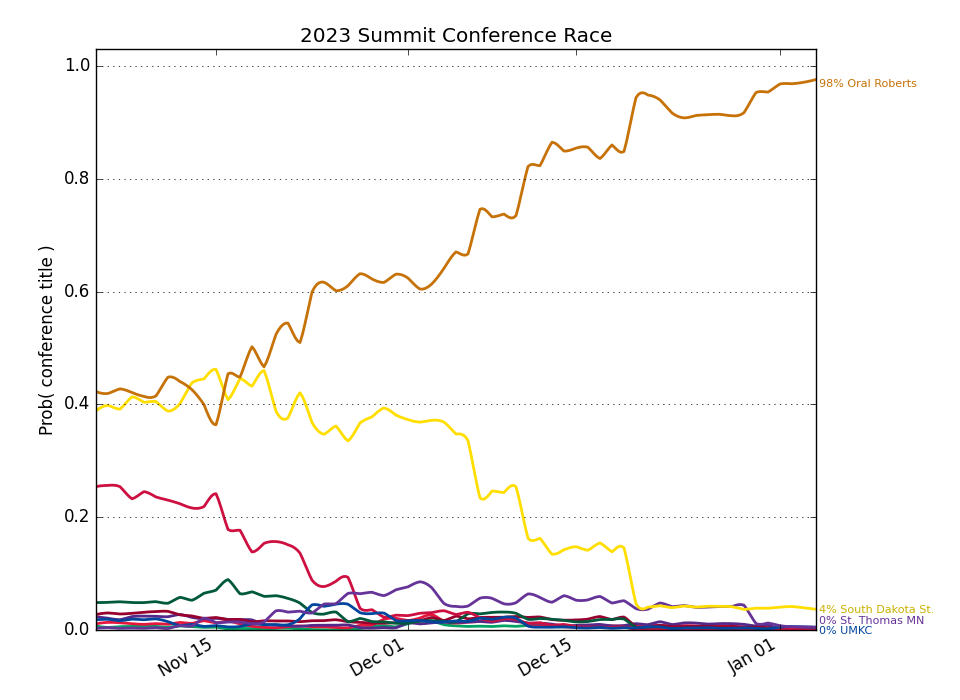 2023 Summit Conference Race
1.0
0.8
0.6
0.4
0.2
0.0
Prob( conference title )
98% Oral Roberts
4% South Dakota St.
0% St. Thomas MN
0% UMKC
Nov 15
Dec 01
Dec 15
Jan 01